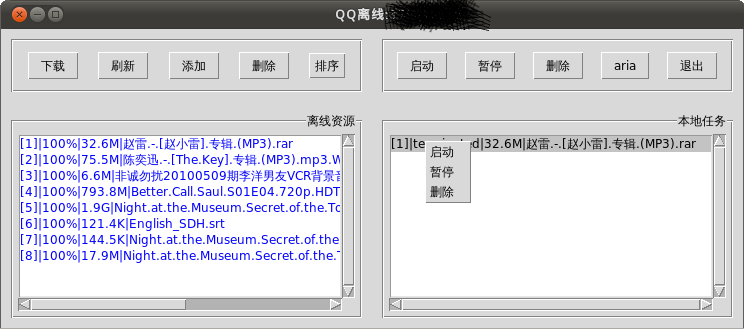 QQ离线:
下载 刷新 添加 删除 排序
启动 暂停 删除 aria 退出
离线资源
[1]|100%|32.6M|赵雷.-.[赵小雷].专辑.(MP3).rar
[2]|100%|75.5M|陈奕迅.-.[The.Key].专辑.(MP3).mp3.W
[3]|100%|6.6M|非诚勿扰20100509期李洋男友VCR背景音
[4]|100%|793.8M|Better.Call.Saul.S01E04.720p.HDT
[5]|100%|1.9G|Night.at.the.Museum.Secret.of.the.To
[6]|100%|121.4K|English_SDH.srt
[7]|100%|144.5K|Night.at.the.Museum.Secret.of.the.
[8]|100%|17.9M|Night.at.the.Museum.Secret.of.the.T
本地任务
[1]|te ted|32.6M|赵雷.-.[赵小雷].专辑.(MP3).rar
启动
暂停
删除